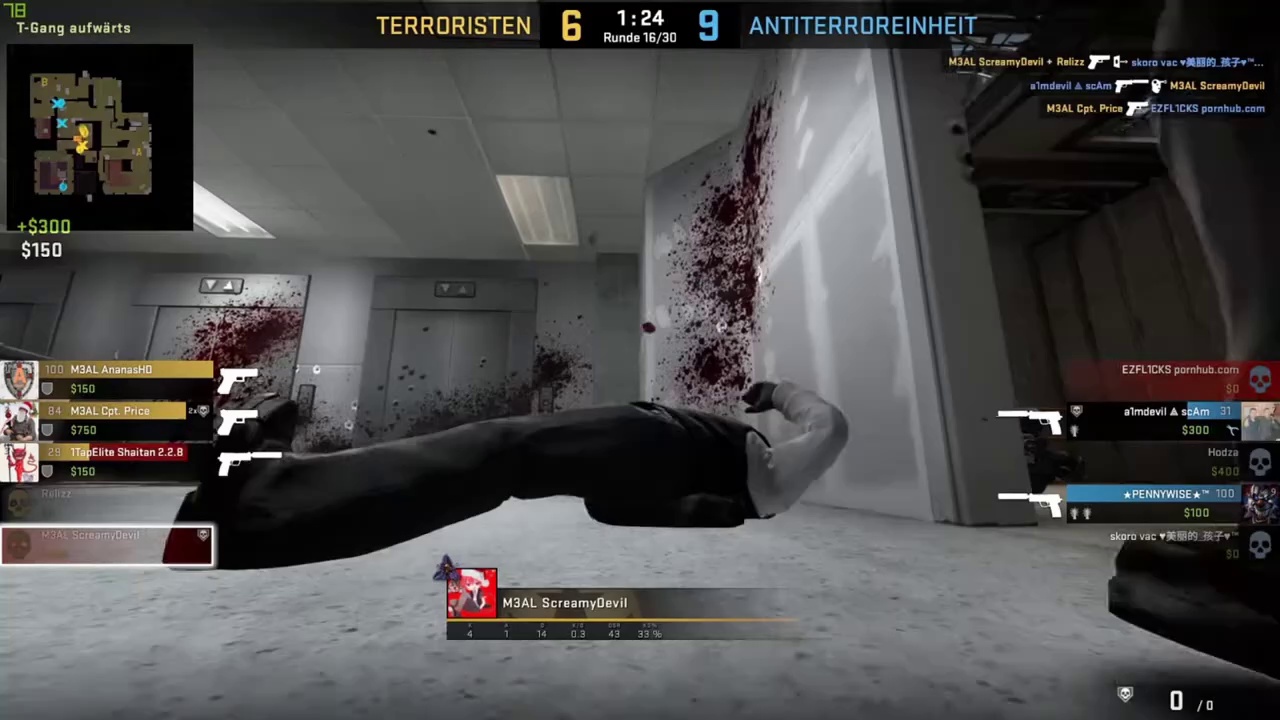 78
T-Gang aufwärts
TERRORISTEN 6 1:24 9 ANTITERROREINHEIT
Runde 16/30
M3AL ScreamyDevil + Relizz skoro vac ♥美丽的_孩子♥™...
a1mdevil ⟁ scAm M3AL ScreamyDevil
M3AL Cpt. Price EZFL1CKS pornhub.com
B
A
+$300
$150
100 M3AL AnanasHD
$150
84 M3AL Cpt. Price 2x
$750
29 1TapElite Shaitan 2.2.8
$150
Relizz
M3AL ScreamyDevil
EZFL1CKS pornhub.com
$0
a1mdevil ⟁ scAm 31
$300
Hodza
$400
★PENNYWISE★™ 100
$100
skoro vac ♥美丽的_孩子♥™
$0
M3AL ScreamyDevil
4 1 14 0.3 43 33 %
0 / 0